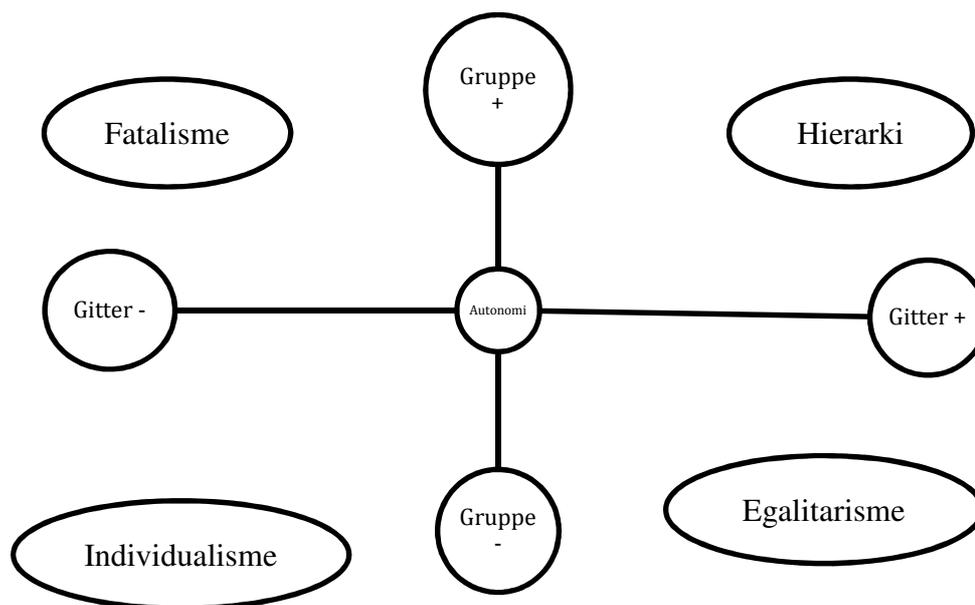 Gruppe
+
Fatalisme
Hierarki
Gitter -
Autonomi
Gitter +
Gruppe
-
Egalitarisme
Individualisme